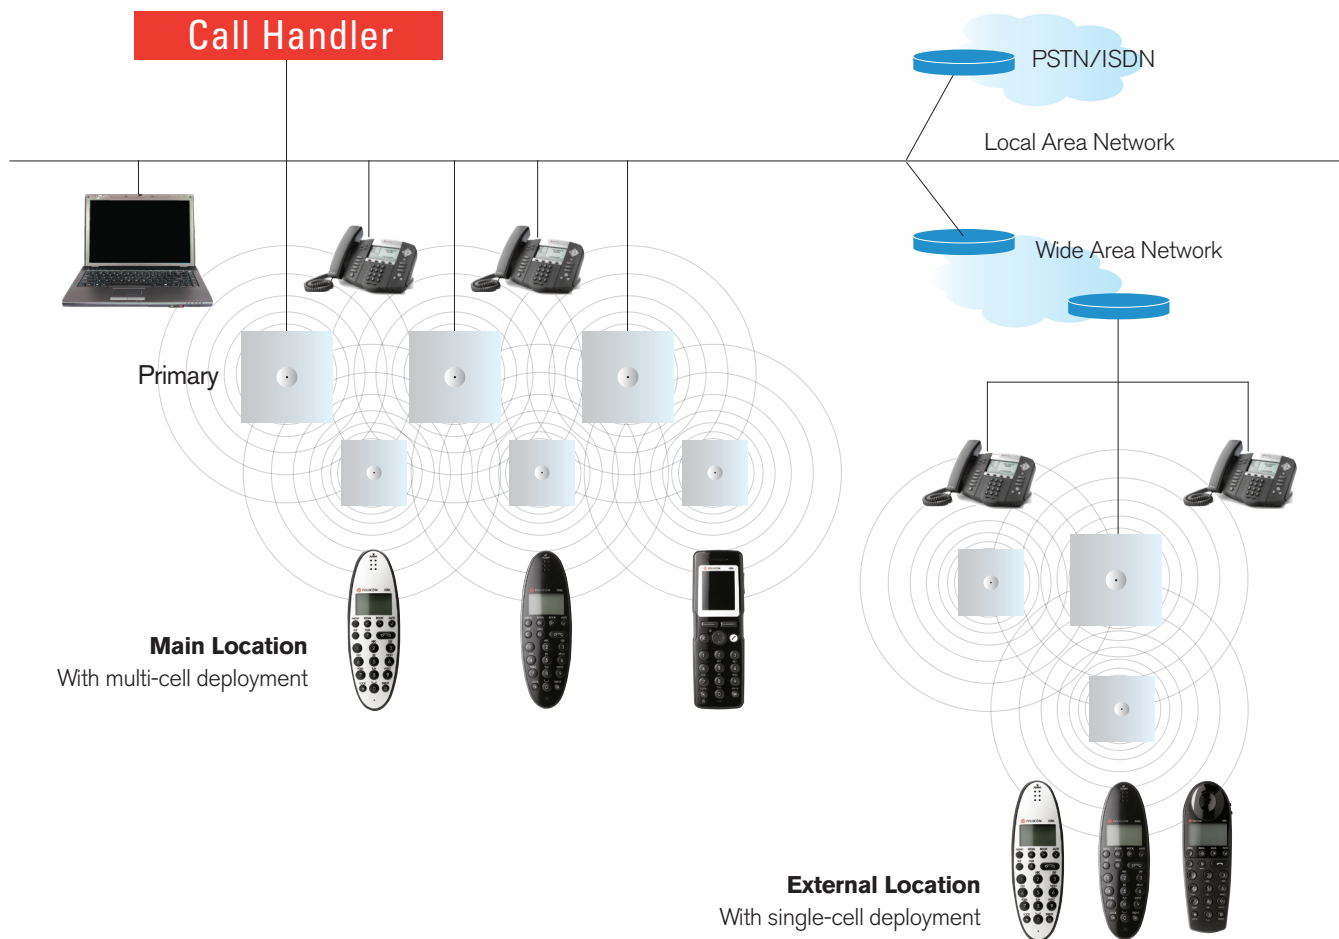 Call Handler
PSTN/ISDN
Local Area Network
Wide Area Network
Primary
Main Location
With multi-cell deployment
External Location
With single-cell deployment